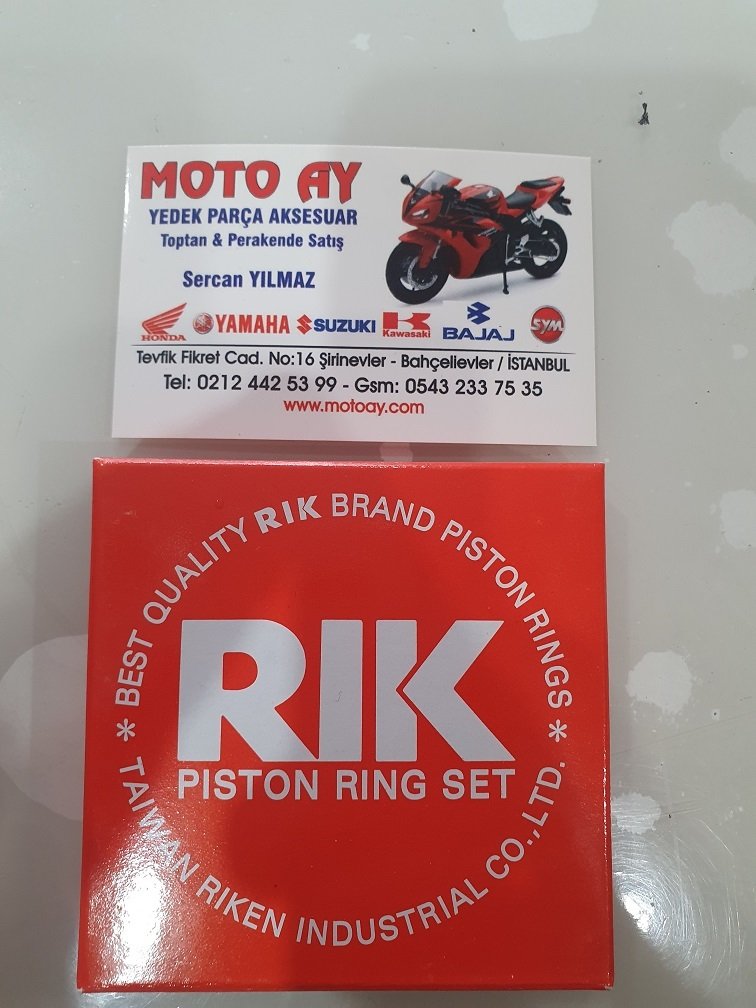 MOTO AY
YEDEK PARÇA AKSESUAR
Toptan & Perakende Satış
Sercan YILMAZ
HONDA YAMAHA SUZUKI Kawasaki BAJAJ SYM
Tevfik Fikret Cad. No:16 Şirinevler - Bahçelievler / İSTANBUL
Tel: 0212 442 53 99 - Gsm: 0543 233 75 35
www.motoay.com
* BEST QUALITY RIK BRAND PISTON RINGS *
RIK
PISTON RING SET
TAIWAN RIKEN INDUSTRIAL CO.,LTD.